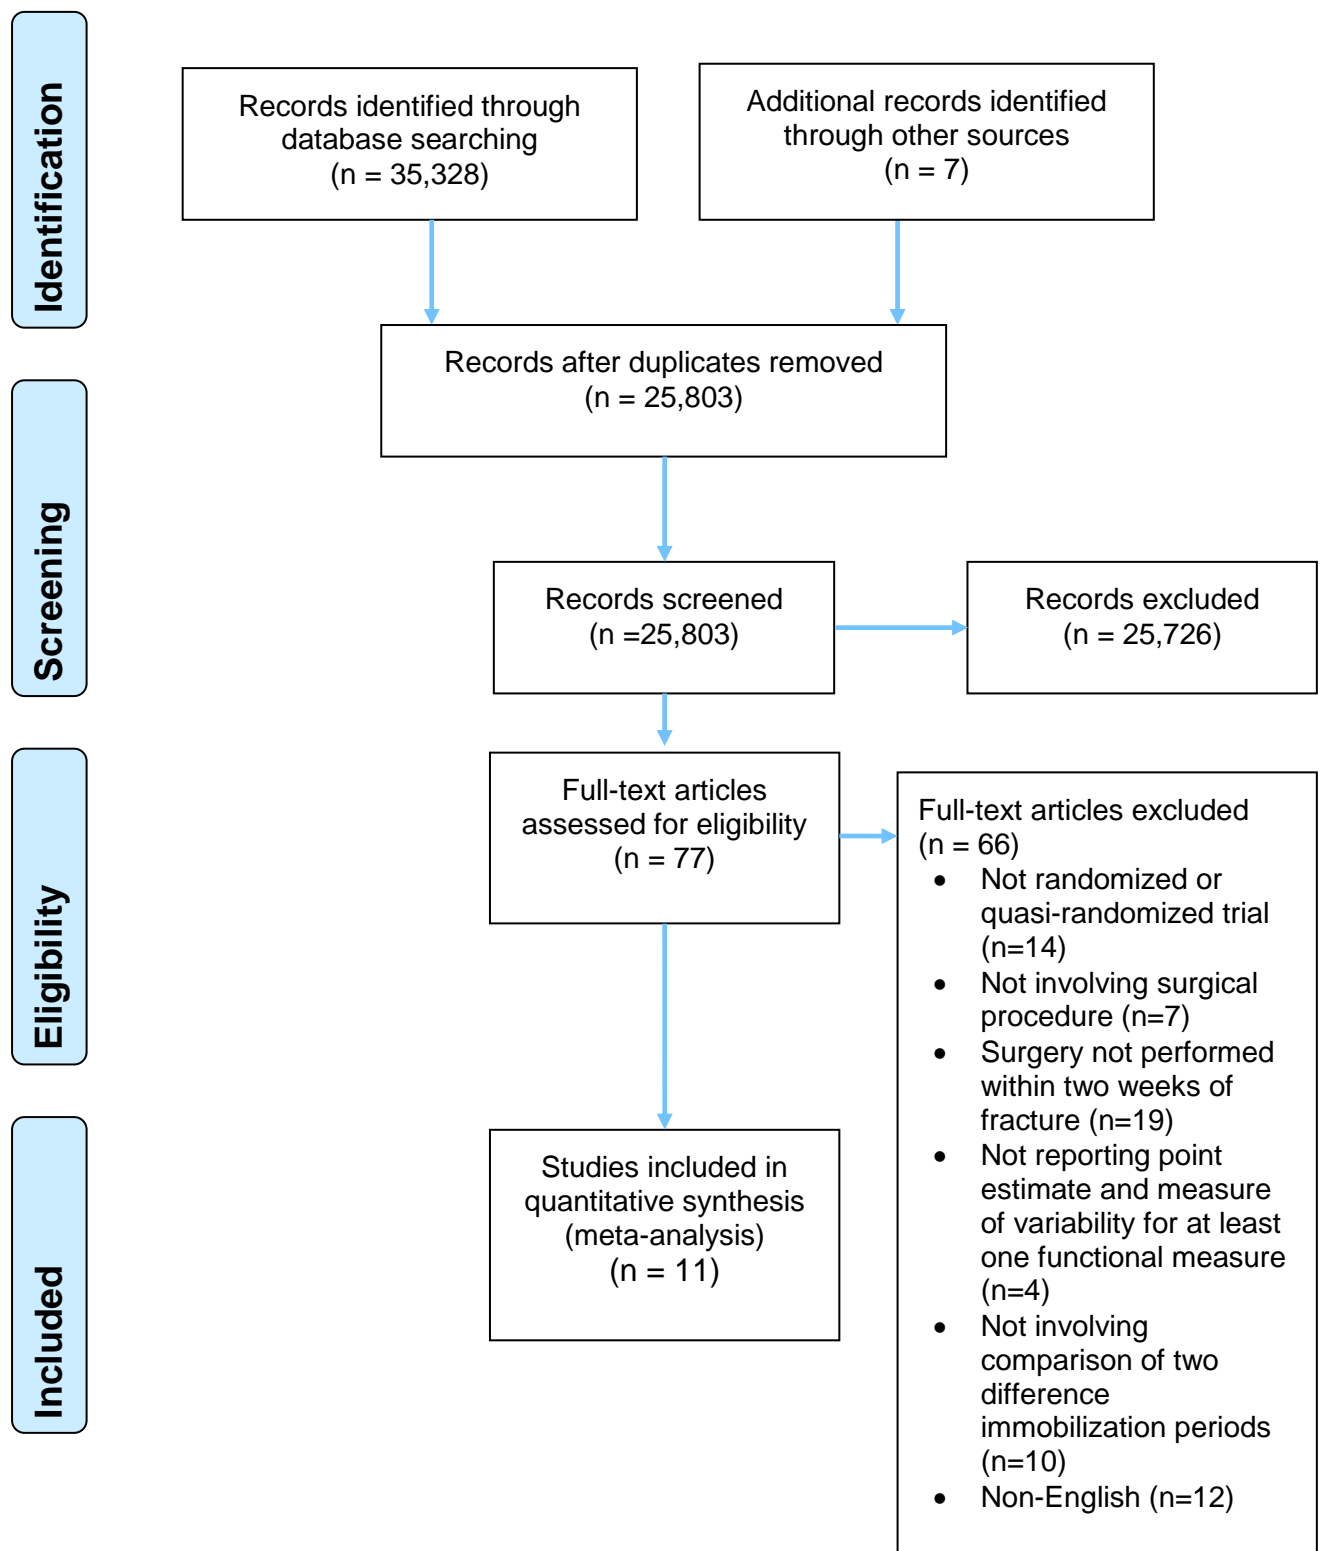 Identification
Records identified through
database searching
(n = 35,328)
Additional records identified
through other sources
(n = 7)
Records after duplicates removed
(n = 25,803)
Screening
Records screened
(n =25,803)
Records excluded
(n = 25,726)
Eligibility
Full-text articles
assessed for eligibility
(n = 77)
Full-text articles excluded
(n = 66)
• Not randomized or
quasi-randomized trial
(n=14)
• Not involving surgical
procedure (n=7)
• Surgery not performed
within two weeks of
fracture (n=19)
• Not reporting point
estimate and measure
of variability for at least
one functional measure
(n=4)
• Not involving
comparison of two
difference
immobilization periods
(n=10)
• Non-English (n=12)
Included
Studies included in
quantitative synthesis
(meta-analysis)
(n = 11)